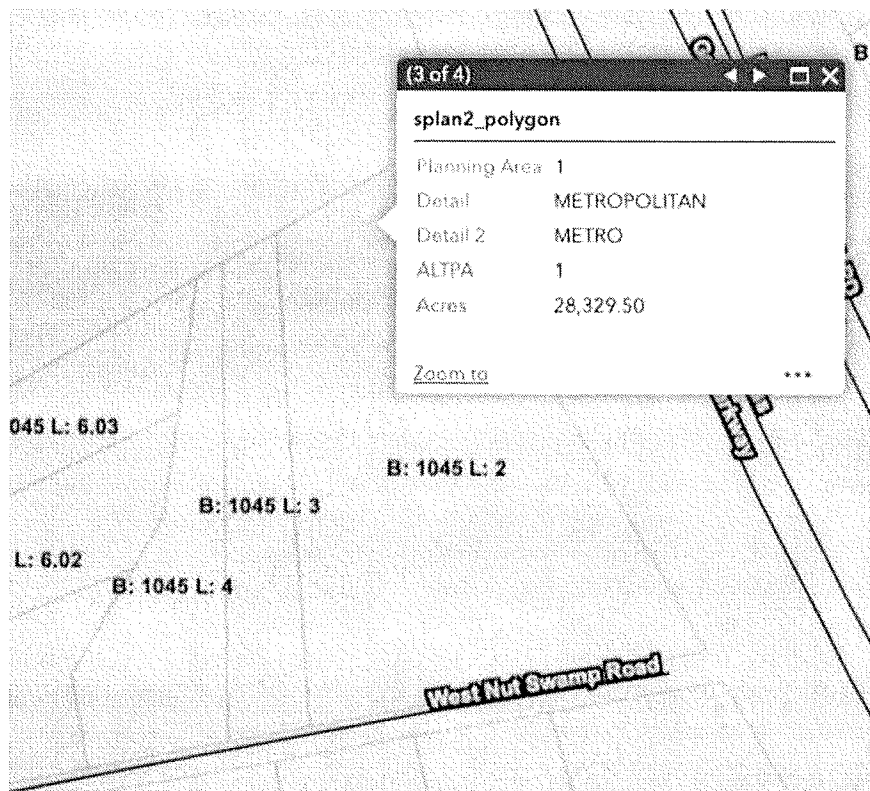 B
(3 of 4)
splan2_polygon
Planning Area 1
Detail METROPOLITAN
Detail 2 METRO
ALTPA 1
Acres 28,329.50
Zoom to
045 L: 6.03
B: 1045 L: 2
B: 1045 L: 3
L: 6.02
B: 1045 L: 4
West Nut Swamp Road